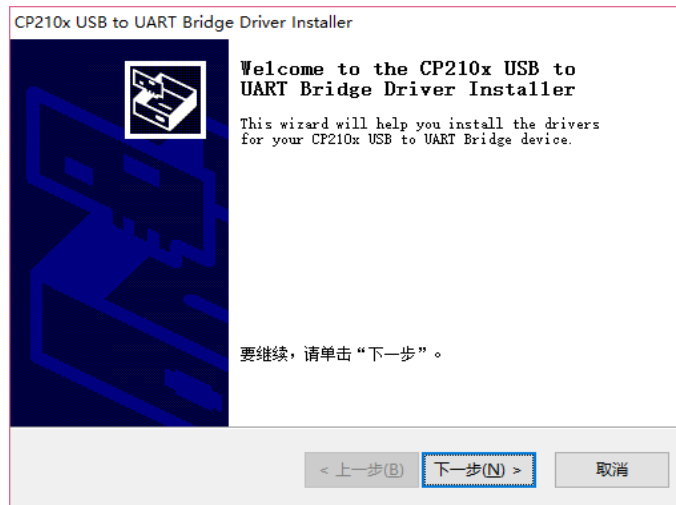 CP210x USB to UART Bridge Driver Installer
Welcome to the CP210x USB to
UART Bridge Driver Installer
This wizard will help you install the drivers
for your CP210x USB to UART Bridge device.
要继续，请单击“下一步”。
< 上一步(B)
下一步(N) >
取消